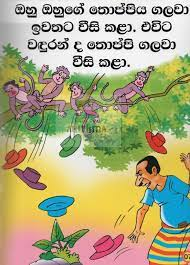 ඔහු ඔහුගේ තොප්පිය ගලවා
ඉවතට වීසි කළා. එවිට
වඳුරන් ද තොප්පි ගලවා
වීසි කළා.